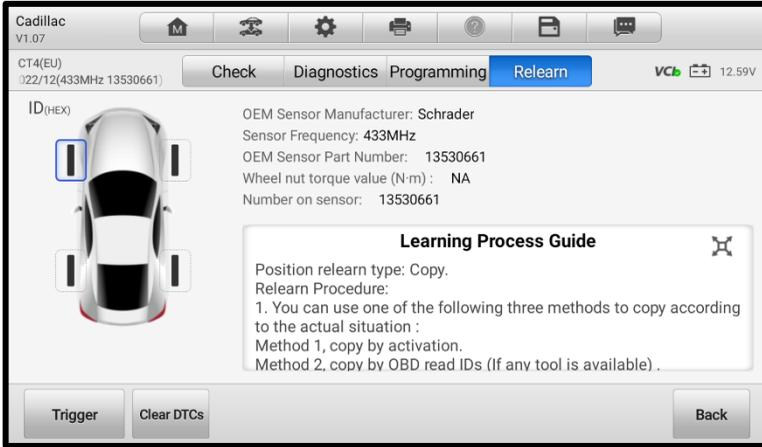 Cadillac
V1.07
M
?
CT4(EU)
022/12(433MHz 13530661)
Check
Diagnostics
Programming
Relearn
VCI
12.59V
ID(HEX)
OEM Sensor Manufacturer: Schrader
Sensor Frequency: 433MHz
OEM Sensor Part Number: 13530661
Wheel nut torque value (N·m) : NA
Number on sensor: 13530661
Learning Process Guide
Position relearn type: Copy.
Relearn Procedure:
1. You can use one of the following three methods to copy according
to the actual situation :
Method 1, copy by activation.
Method 2, copy by OBD read IDs (If any tool is available) .
Trigger
Clear DTCs
Back